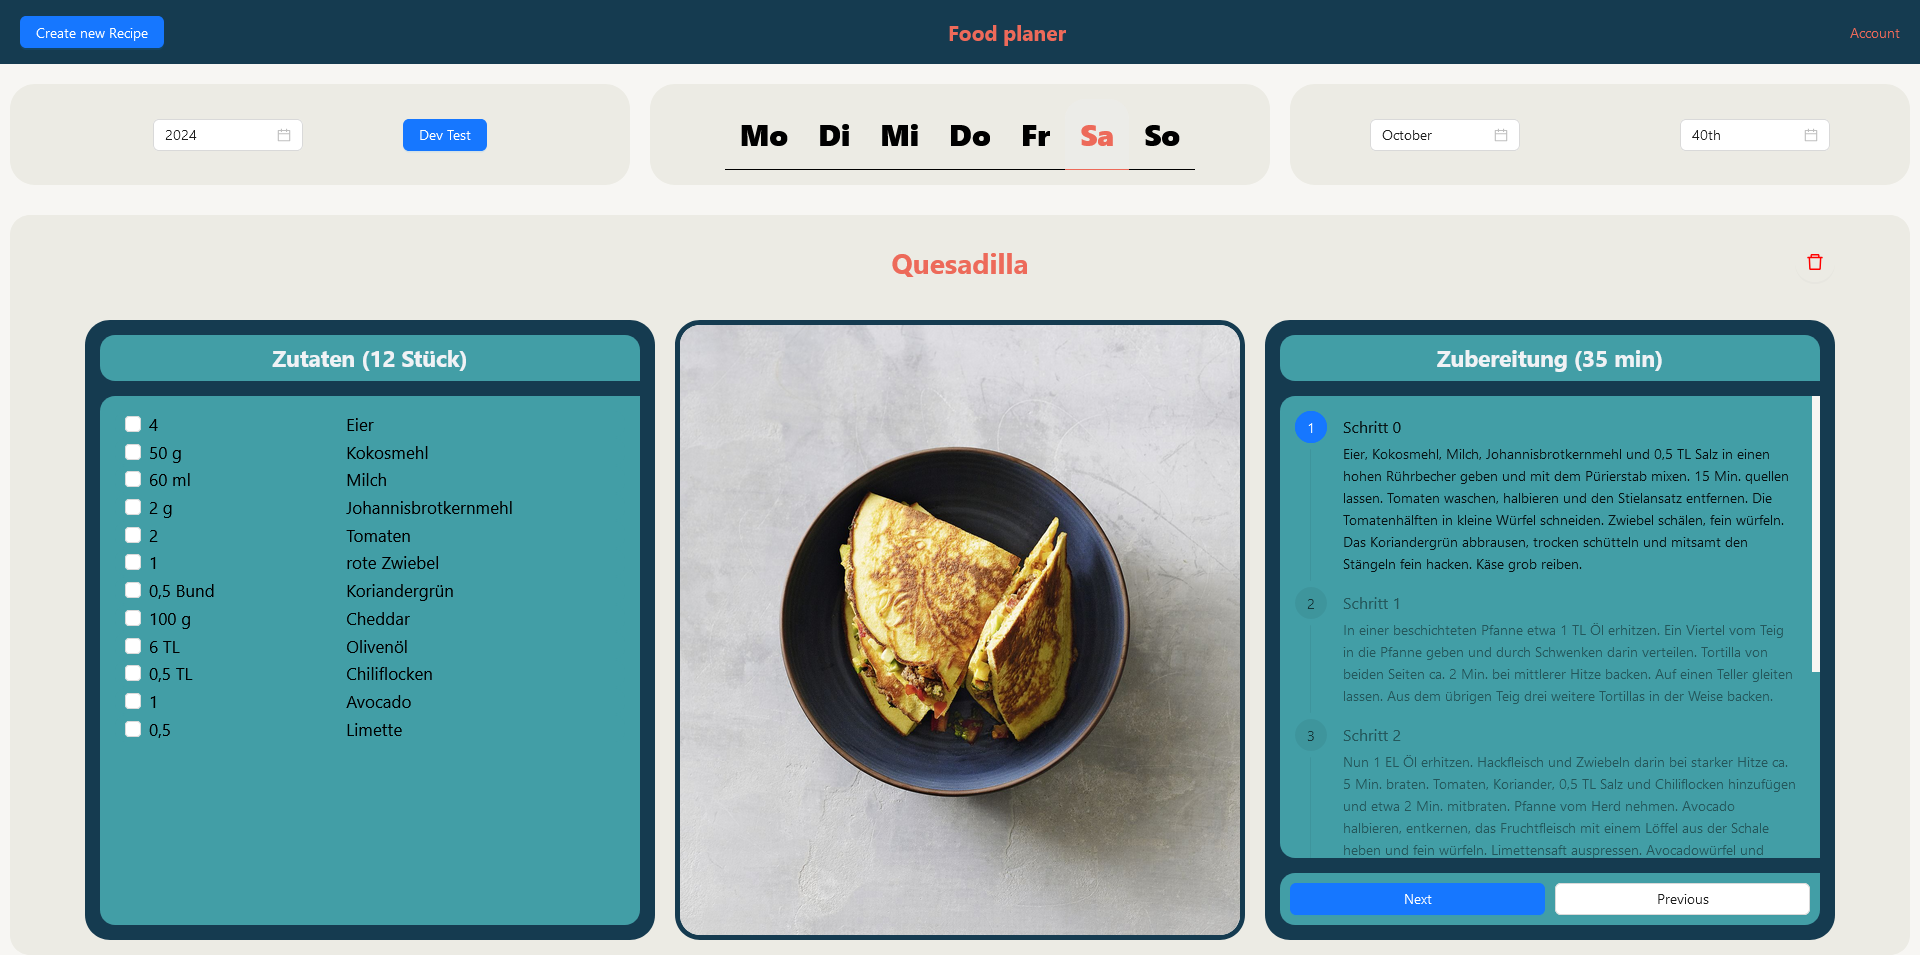 Create new Recipe
Food planer
Account
2024
Dev Test
Mo Di Mi Do Fr Sa So
October
40th
Quesadilla
Zutaten (12 Stück)
4 Eier
50 g Kokosmehl
60 ml Milch
2 g Johannisbrotkernmehl
2 Tomaten
1 rote Zwiebel
0,5 Bund Koriandergrün
100 g Cheddar
6 TL Olivenöl
0,5 TL Chiliflocken
1 Avocado
0,5 Limette
Zubereitung (35 min)
1 Schritt 0
Eier, Kokosmehl, Milch, Johannisbrotkernmehl und 0,5 TL Salz in einen
hohen Rührbecher geben und mit dem Pürierstab mixen. 15 Min. quellen
lassen. Tomaten waschen, halbieren und den Stielansatz entfernen. Die
Tomatenhälften in kleine Würfel schneiden. Zwiebel schälen, fein würfeln.
Das Koriandergrün abbrausen, trocken schütteln und mitsamt den
Stängeln fein hacken. Käse grob reiben.
2 Schritt 1
In einer beschichteten Pfanne etwa 1 TL Öl erhitzen. Ein Viertel vom Teig
in die Pfanne geben und durch Schwenken darin verteilen. Tortilla von
beiden Seiten ca. 2 Min. bei mittlerer Hitze backen. Auf einen Teller gleiten
lassen. Aus dem übrigen Teig drei weitere Tortillas in der Weise backen.
3 Schritt 2
Nun 1 EL Öl erhitzen. Hackfleisch und Zwiebeln darin bei starker Hitze ca.
5 Min. braten. Tomaten, Koriander, 0,5 TL Salz und Chiliflocken hinzufügen
und etwa 2 Min. mitbraten. Pfanne vom Herd nehmen. Avocado
halbieren, entkernen, das Fruchtfleisch mit einem Löffel aus der Schale
heben und fein würfeln. Limettensaft auspressen. Avocadowürfel und
Next
Previous